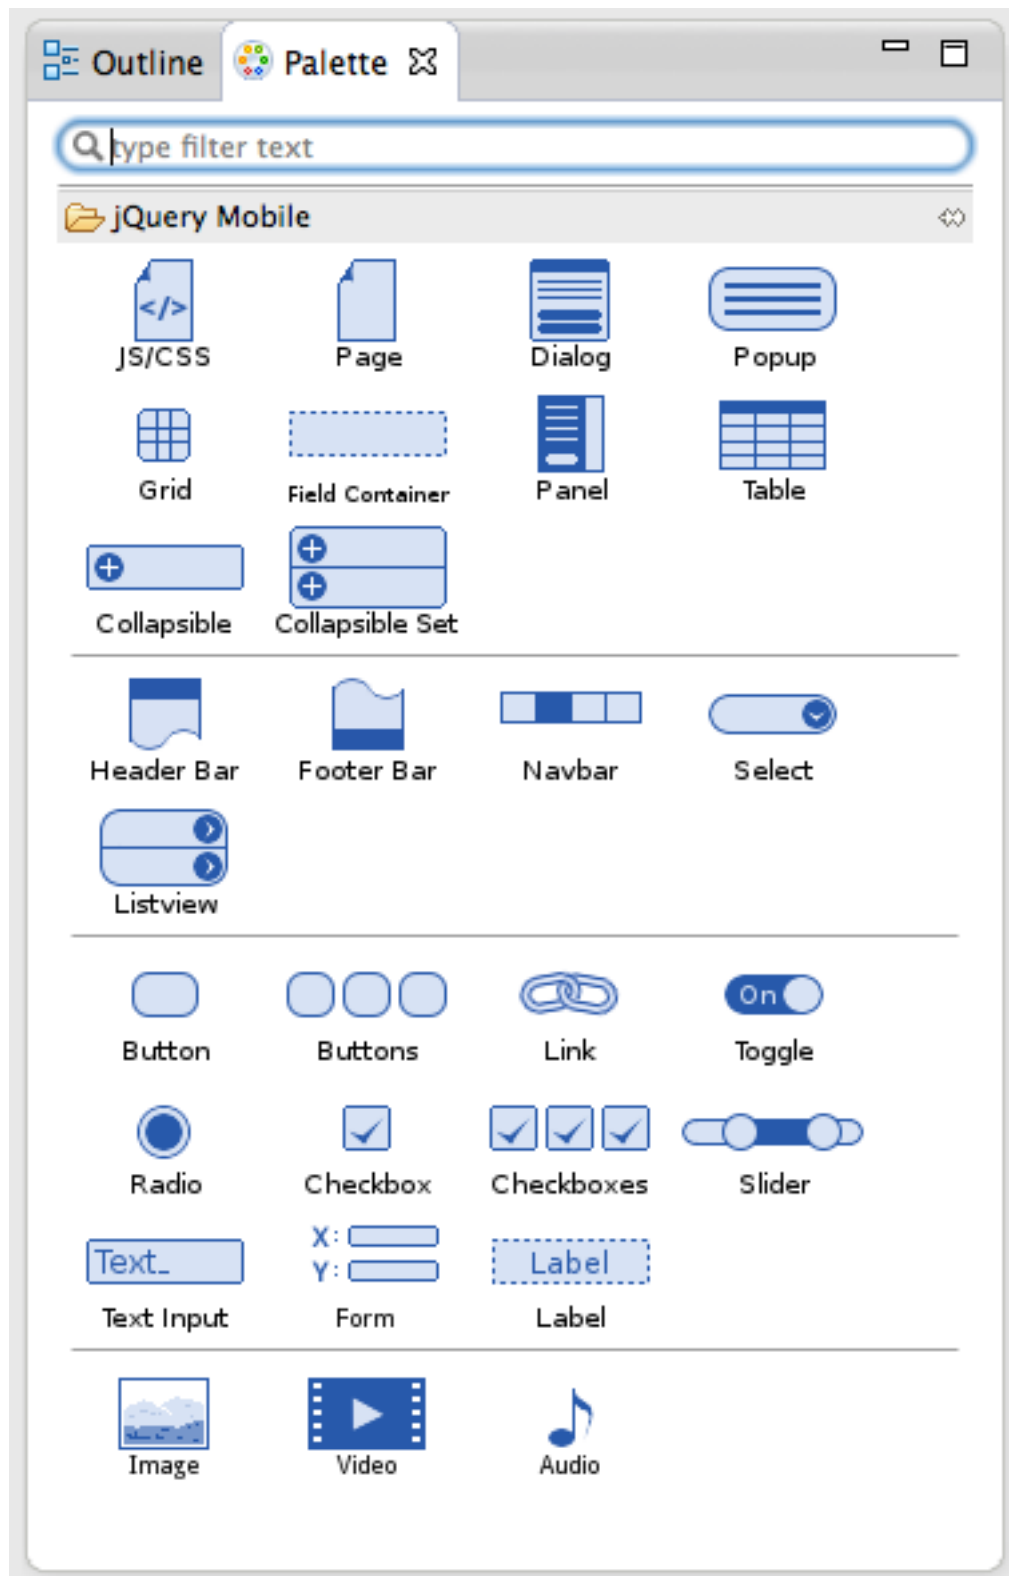 Outline Palette
type filter text
jQuery Mobile
</>
JS/CSS Page Dialog Popup
Grid Field Container Panel Table
Collapsible Collapsible Set
Header Bar Footer Bar Navbar Select
Listview
On
Button Buttons Link Toggle
Radio Checkbox Checkboxes Slider
X:
Text_ Y: Label
Text Input Form Label
Image Video Audio